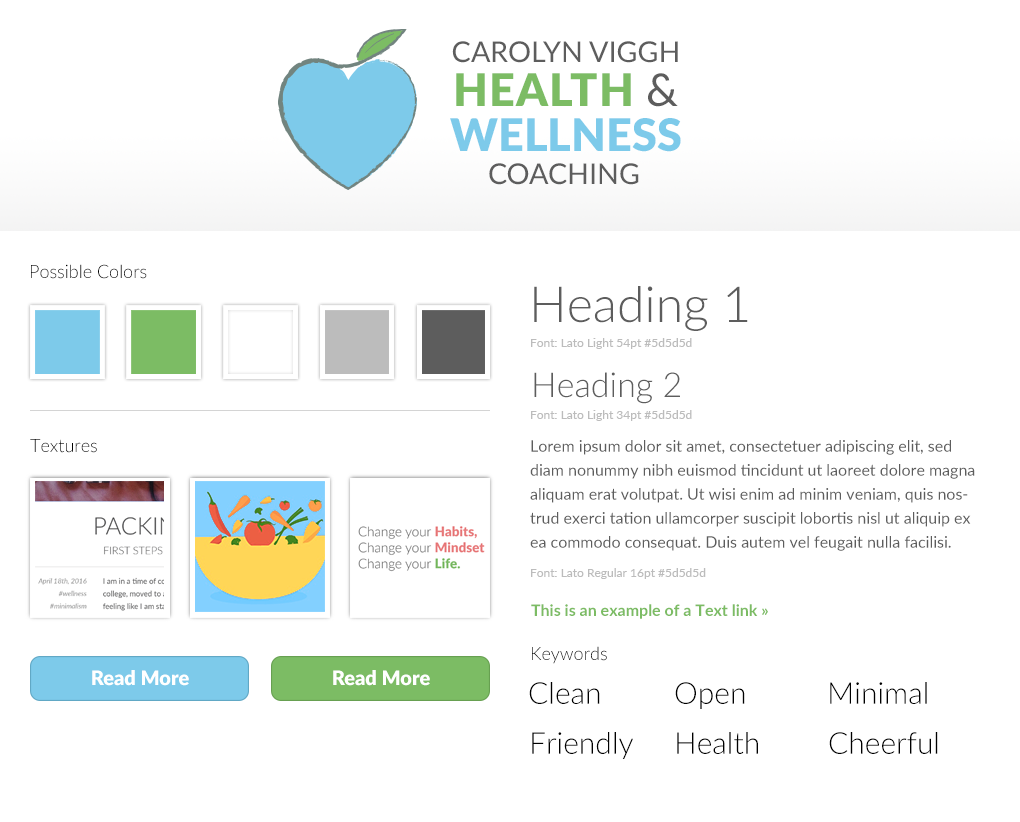 CAROLYN VIGGH
HEALTH &
WELLNESS
COACHING
Possible Colors
Textures
PACKIN
FIRST STEPS
April 18th, 2016
#wellness
#minimalism
I am in a time of co
college, moved to
feeling like I am sta
Change your Habits,
Change your Mindset
Change your Life.
Read More
Read More
Heading 1
Font: Lato Light 54pt #5d5d5d
Heading 2
Font: Lato Light 34pt #5d5d5d
Lorem ipsum dolor sit amet, consectetuer adipiscing elit, sed
diam nonummy nibh euismod tincidunt ut laoreet dolore magna
aliquam erat volutpat. Ut wisi enim ad minim veniam, quis nos-
trud exerci tation ullamcorper suscipit lobortis nisl ut aliquip ex
ea commodo consequat. Duis autem vel feugait nulla facilisi.
Font: Lato Regular 16pt #5d5d5d
This is an example of a Text link »
Keywords
Clean Open Minimal
Friendly Health Cheerful